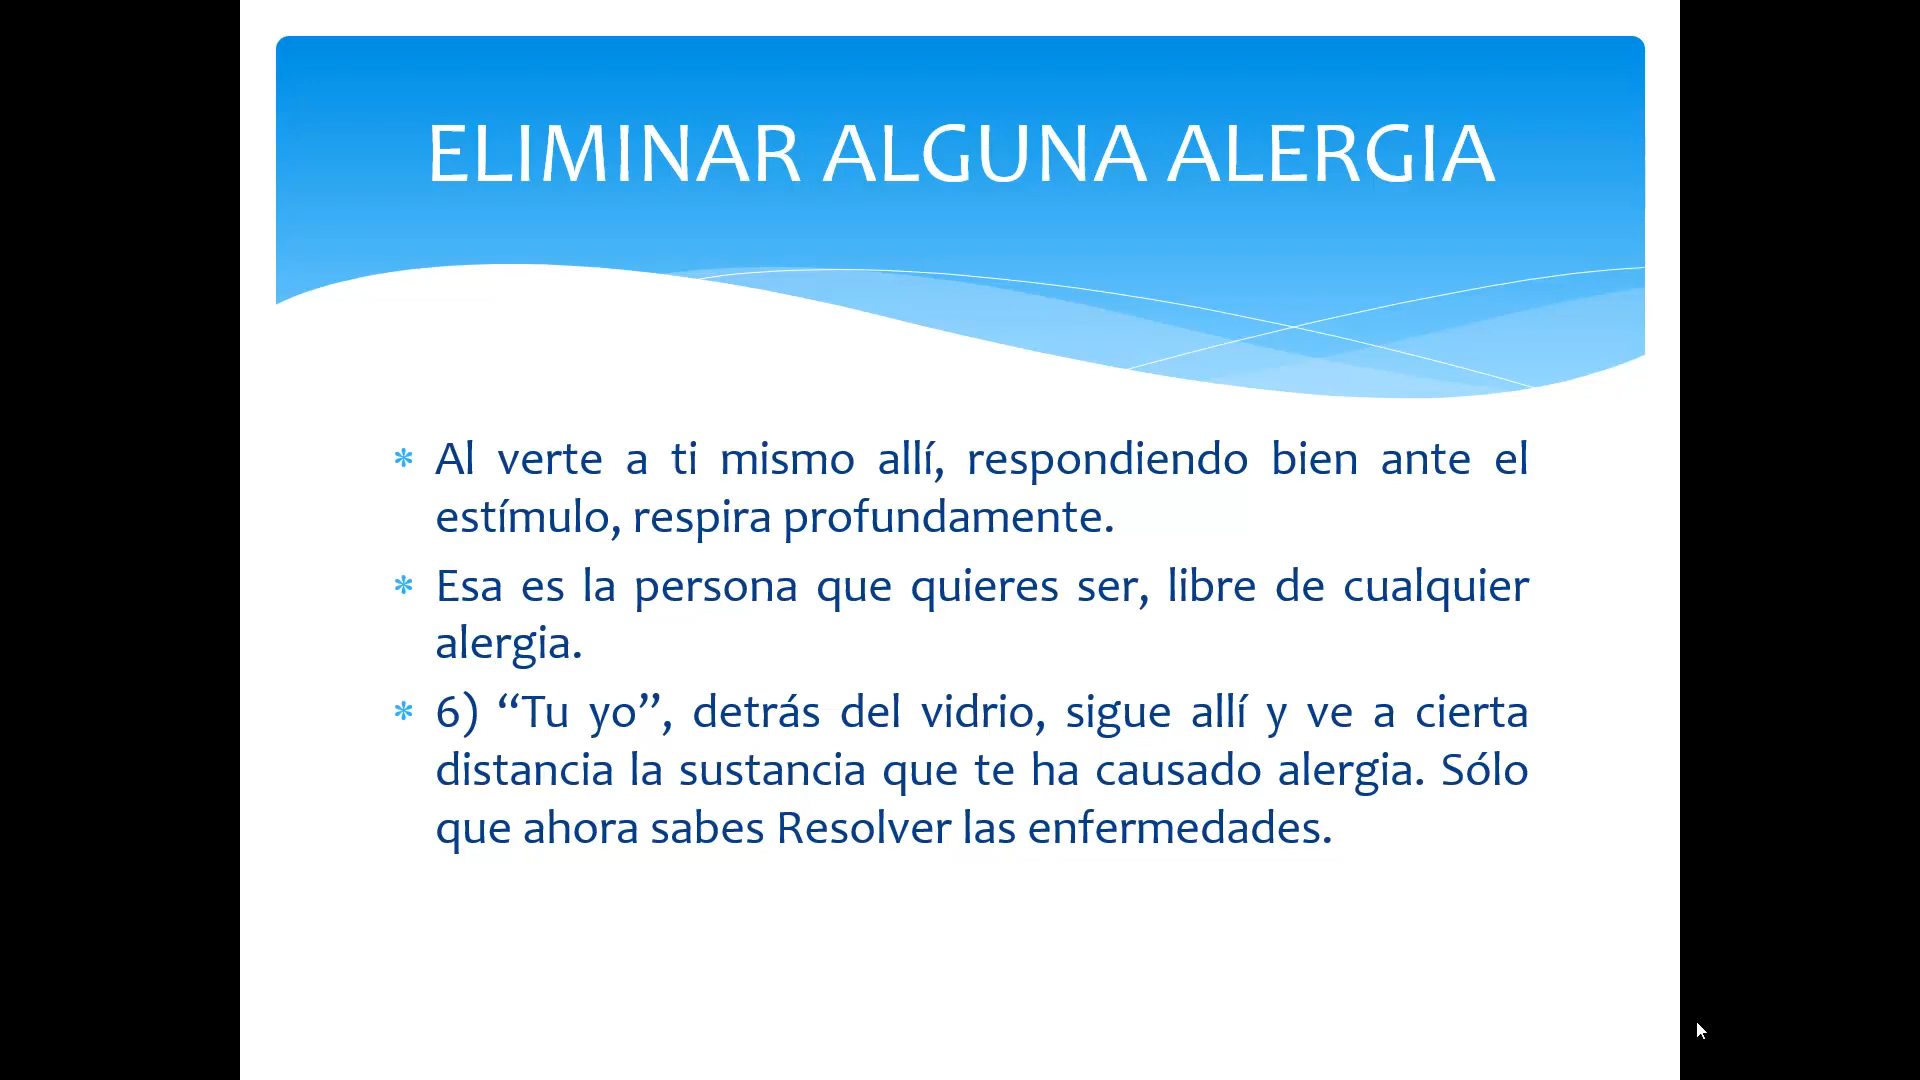 ELIMINAR ALGUNA ALERGIA
* Al verte a ti mismo allí, respondiendo bien ante el
estímulo, respira profundamente.
* Esa es la persona que quieres ser, libre de cualquier
alergia.
* 6) “Tu yo”, detrás del vidrio, sigue allí y ve a cierta
distancia la sustancia que te ha causado alergia. Sólo
que ahora sabes Resolver las enfermedades.